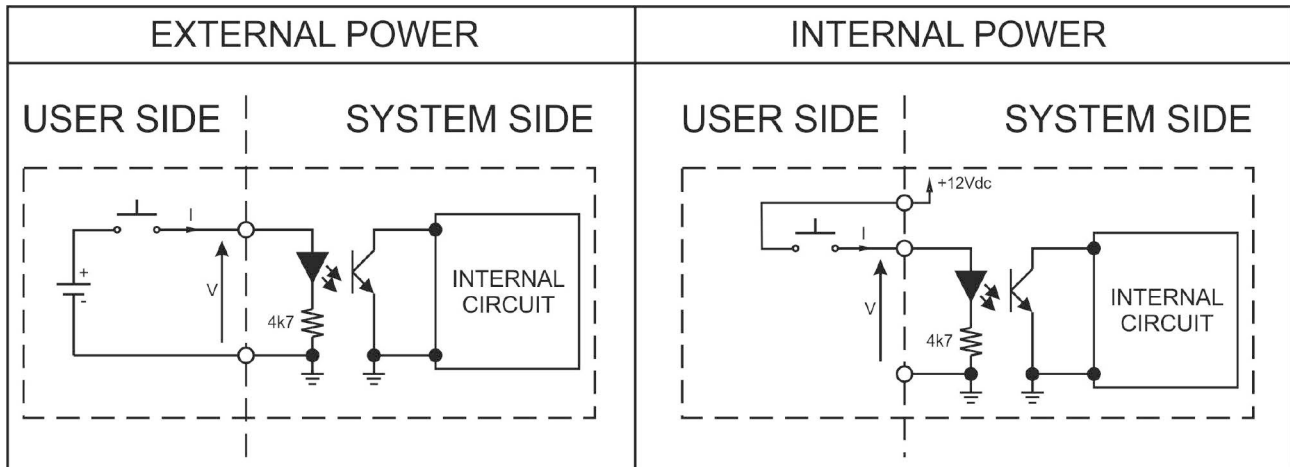 EXTERNAL POWER
INTERNAL POWER
USER SIDE
SYSTEM SIDE
I
+
-
V
4k7
INTERNAL
CIRCUIT
USER SIDE
SYSTEM SIDE
+12Vdc
I
V
4k7
INTERNAL
CIRCUIT